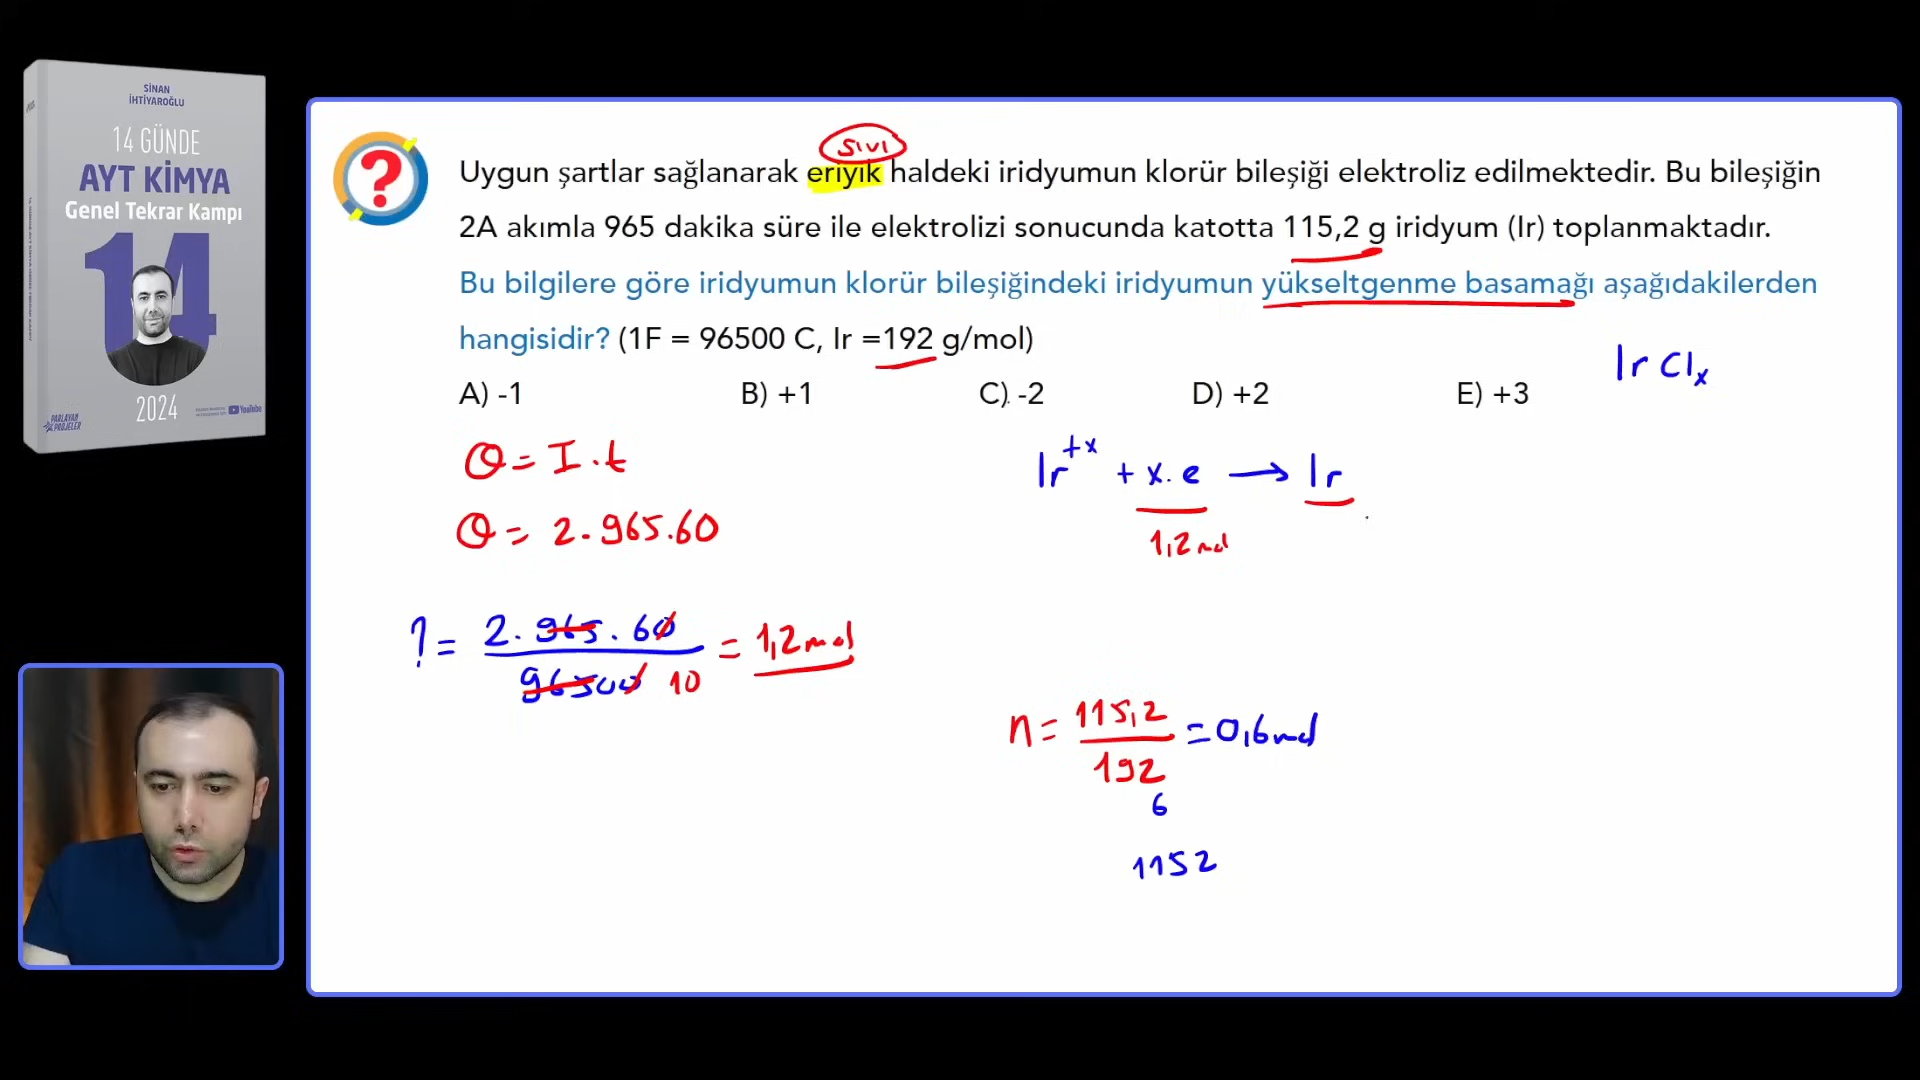 SİNAN
İHTİYAROĞLU
14 GÜNDE
AYT KİMYA
Genel Tekrar Kampı
14
2024
PARLAYAN
PROJELER
YouTube
sıvı
Uygun şartlar sağlanarak eriyik haldeki iridyumun klorür bileşiği elektroliz edilmektedir. Bu bileşiğin
2A akımla 965 dakika süre ile elektrolizi sonucunda katotta 115,2 g iridyum (Ir) toplanmaktadır.
Bu bilgilere göre iridyumun klorür bileşiğindeki iridyumun yükseltgenme basamağı aşağıdakilerden
hangisidir? (1F = 96500 C, Ir =192 g/mol)
A) -1 B) +1 C) -2 D) +2 E) +3
Ir Clₓ
Q = I . t
Q = 2 . 965 . 60
Ir⁺ˣ + x . e → Ir
1,2 mol
? = 2 . 965 . 60 / 96500 10 = 1,2 mol
n = 115,2 / 192 = 0,6 mol
6
1152